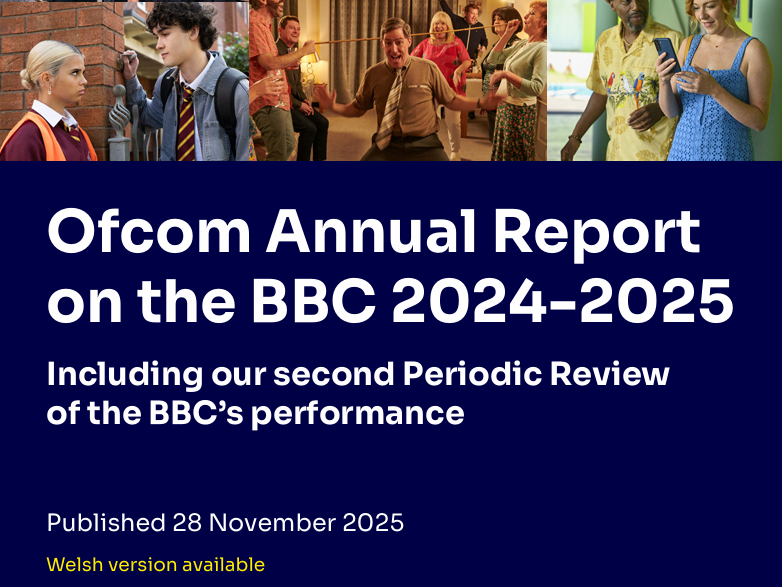 Ofcom Annual Report
on the BBC 2024-2025
Including our second Periodic Review
of the BBC’s performance
Published 28 November 2025
Welsh version available